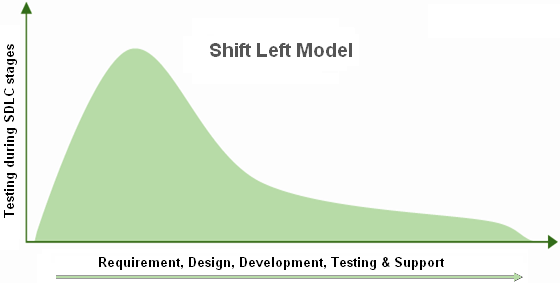 Shift Left Model
Testing during SDLC stages
Requirement, Design, Development, Testing & Support